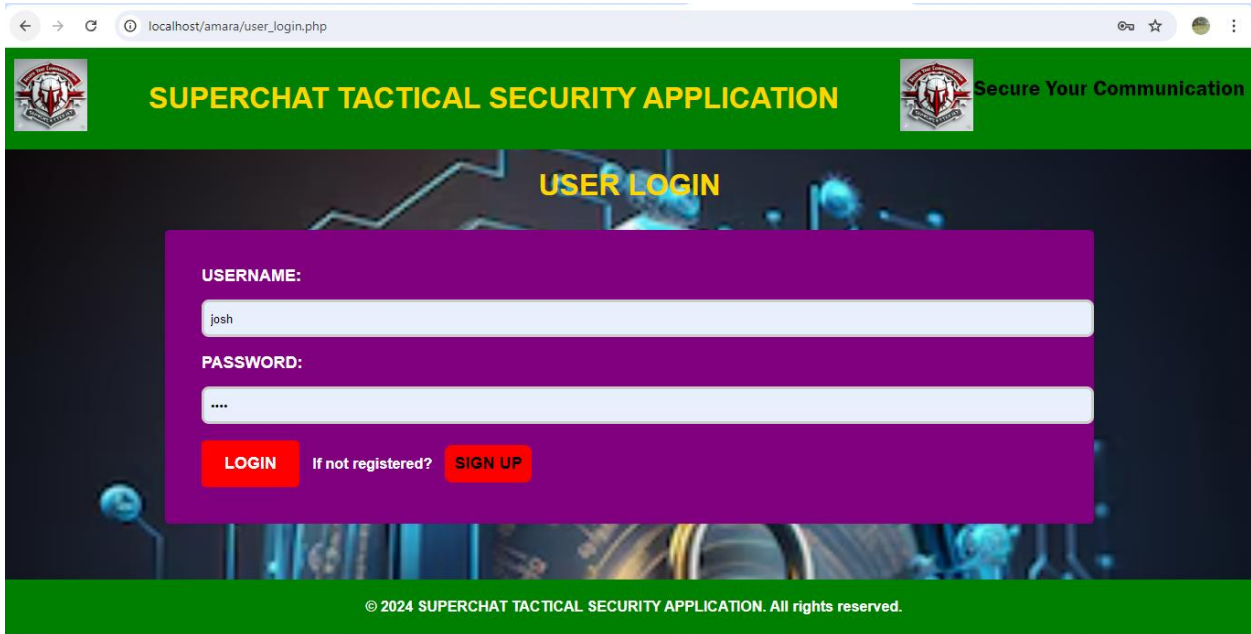 localhost/amara/user_login.php
SUPERCHAT TACTICAL SECURITY APPLICATION
Secure Your Communication
USER LOGIN
USERNAME:
josh
PASSWORD:
••••
LOGIN If not registered? SIGN UP
© 2024 SUPERCHAT TACTICAL SECURITY APPLICATION. All rights reserved.